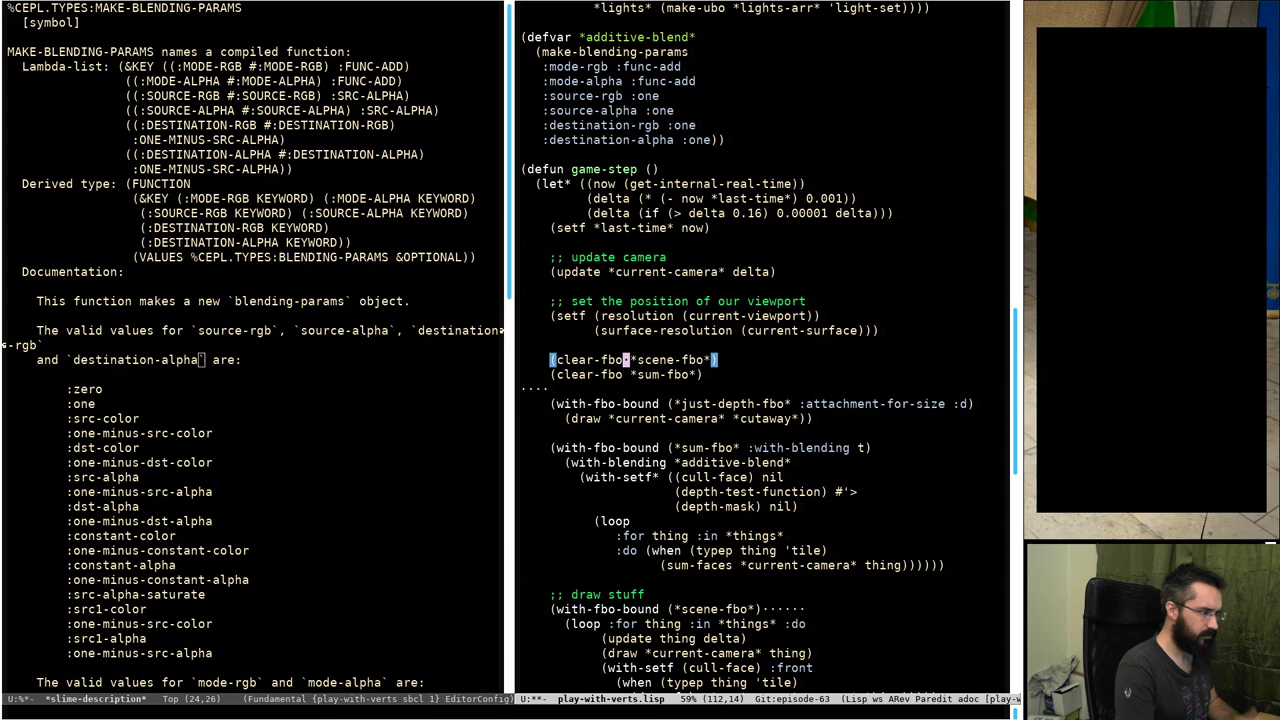 %CEPL.TYPES:MAKE-BLENDING-PARAMS
  [symbol]

MAKE-BLENDING-PARAMS names a compiled function:
  Lambda-list: (&KEY ((:MODE-RGB #:MODE-RGB) :FUNC-ADD)
                ((:MODE-ALPHA #:MODE-ALPHA) :FUNC-ADD)
                ((:SOURCE-RGB #:SOURCE-RGB) :SRC-ALPHA)
                ((:SOURCE-ALPHA #:SOURCE-ALPHA) :SRC-ALPHA)
                ((:DESTINATION-RGB #:DESTINATION-RGB)
                 :ONE-MINUS-SRC-ALPHA)
                ((:DESTINATION-ALPHA #:DESTINATION-ALPHA)
                 :ONE-MINUS-SRC-ALPHA))
  Derived type: (FUNCTION
                 (&KEY (:MODE-RGB KEYWORD) (:MODE-ALPHA KEYWORD)
                  (:SOURCE-RGB KEYWORD) (:SOURCE-ALPHA KEYWORD)
                  (:DESTINATION-RGB KEYWORD)
                  (:DESTINATION-ALPHA KEYWORD))
                 (VALUES %CEPL.TYPES:BLENDING-PARAMS &OPTIONAL))
  Documentation:

    This function makes a new `blending-params` object.

    The valid values for `source-rgb`, `source-alpha`, `destination
-rgb`
    and `destination-alpha` are:

        :zero
        :one
        :src-color
        :one-minus-src-color
        :dst-color
        :one-minus-dst-color
        :src-alpha
        :one-minus-src-alpha
        :dst-alpha
        :one-minus-dst-alpha
        :constant-color
        :one-minus-constant-color
        :constant-alpha
        :one-minus-constant-alpha
        :src-alpha-saturate
        :src1-color
        :one-minus-src-color
        :src1-alpha
        :one-minus-src-alpha

    The valid values for `mode-rgb` and `mode-alpha` are:
U:%*-  *slime-description*   Top (24,26)     (Fundamental {play-with-verts sbcl 1} EditorConfig)
          *lights* (make-ubo *lights-arr* 'light-set))))

(defvar *additive-blend*
  (make-blending-params
   :mode-rgb :func-add
   :mode-alpha :func-add
   :source-rgb :one
   :source-alpha :one
   :destination-rgb :one
   :destination-alpha :one))

(defun game-step ()
  (let* ((now (get-internal-real-time))
         (delta (* (- now *last-time*) 0.001))
         (delta (if (> delta 0.16) 0.00001 delta)))
    (setf *last-time* now)

    ;; update camera
    (update *current-camera* delta)

    ;; set the position of our viewport
    (setf (resolution (current-viewport))
          (surface-resolution (current-surface)))

    (clear-fbo·*scene-fbo*)
    (clear-fbo *sum-fbo*)
····
    (with-fbo-bound (*just-depth-fbo* :attachment-for-size :d)
      (draw *current-camera* *cutaway*))

    (with-fbo-bound (*sum-fbo* :with-blending t)
      (with-blending *additive-blend*
        (with-setf* ((cull-face) nil
                     (depth-test-function) #'>
                     (depth-mask) nil)
          (loop
             :for thing :in *things*
             :do (when (typep thing 'tile)
                   (sum-faces *current-camera* thing))))))

    ;; draw stuff
    (with-fbo-bound (*scene-fbo*)······
      (loop :for thing :in *things* :do
           (update thing delta)
           (draw *current-camera* thing)
           (with-setf (cull-face) :front
             (when (typep thing 'tile)
U:**-  play-with-verts.lisp   59% (112,14)   Git:episode-63  (Lisp ws ARev Paredit adoc [play-w